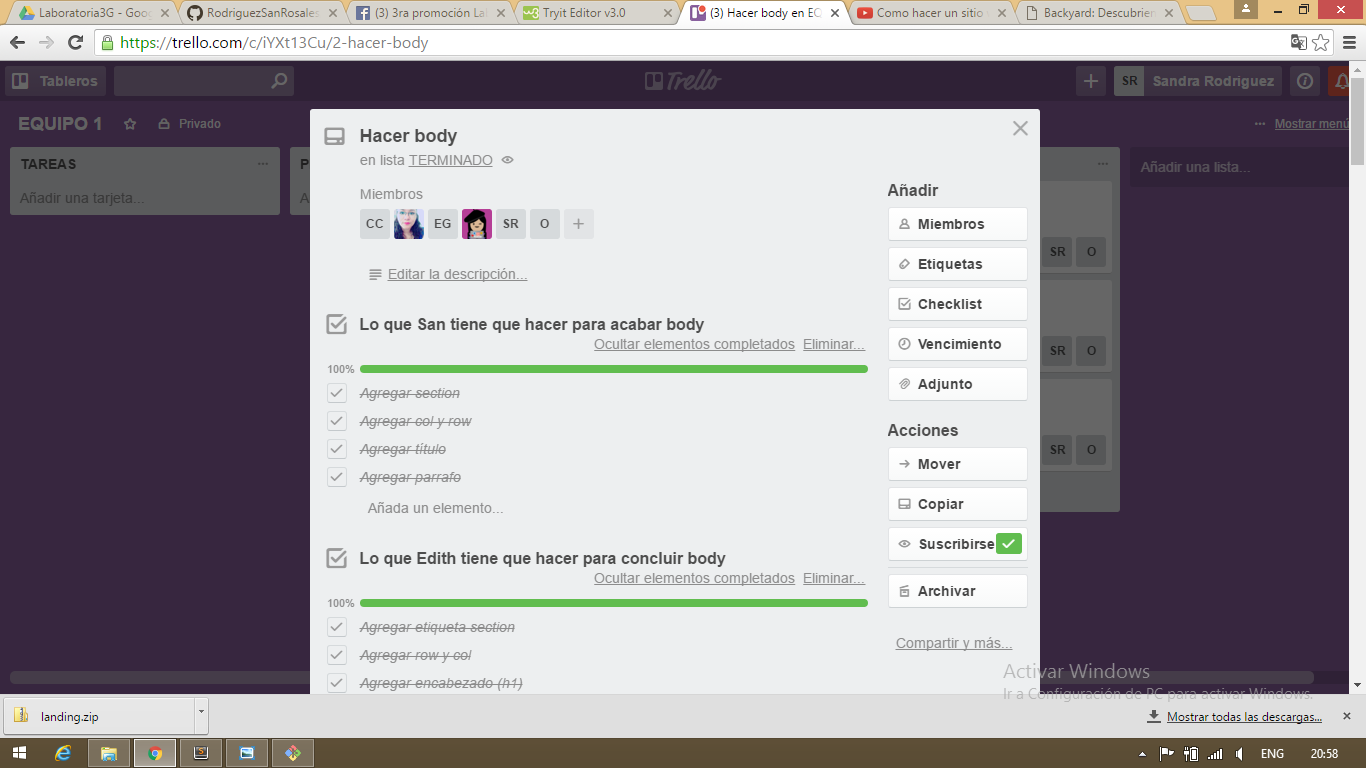 Laboratoria3G - Goo
RodriguezSanRosales
(3) 3ra promoción Lal
Tryit Editor v3.0
(3) Hacer body en EQ
Como hacer un sitio
Backyard: Descubrien
https://trello.com/c/iYXt13Cu/2-hacer-body
Tableros
Trello
SR Sandra Rodriguez
EQUIPO 1
Privado
Mostrar menú
TAREAS
Añadir una tarjeta...
P
Añadir una lista...
SR O
SR O
SR O
Hacer body
en lista TERMINADO
Miembros
CC EG SR O +
Editar la descripción...
Lo que San tiene que hacer para acabar body
Ocultar elementos completados Eliminar...
100%
Agregar section
Agregar col y row
Agregar título
Agregar parrafo
Añada un elemento...
Lo que Edith tiene que hacer para concluir body
Ocultar elementos completados Eliminar...
100%
Agregar etiqueta section
Agregar row y col
Agregar encabezado (h1)
Añadir
Miembros
Etiquetas
Checklist
Vencimiento
Adjunto
Acciones
Mover
Copiar
Suscribirse
Archivar
Compartir y más...
Activar Windows
Ir a Configuración de PC para activar Windows.
landing.zip
Mostrar todas las descargas...
ENG
20:58